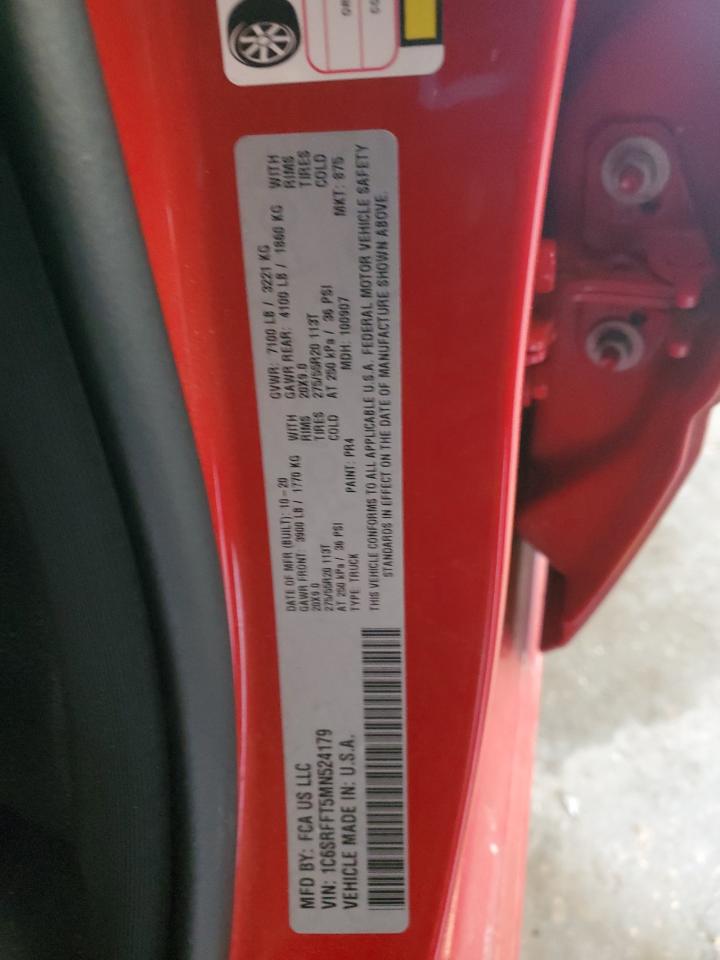 MFD BY: FCA US LLC
VIN: 1C6SRFFT5MN524179
VEHICLE MADE IN: U.S.A.
DATE OF MFR (BUILT): 10-20
GAWR FRONT: 3900 LB / 1770 KG WITH
20X9.0 RIMS
275/55R20 113T TIRES
AT 250 kPa / 36 PSI COLD
TYPE: TRUCK PAINT: PR4
GVWR: 7100 LB / 3221 KG
GAWR REAR: 4100 LB / 1860 KG WITH
20X9.0 RIMS
275/55R20 113T TIRES
AT 250 kPa / 36 PSI COLD
MDH: 100907 MKT: 875
THIS VEHICLE CONFORMS TO ALL APPLICABLE U.S.A. FEDERAL MOTOR VEHICLE SAFETY
STANDARDS IN EFFECT ON THE DATE OF MANUFACTURE SHOWN ABOVE.